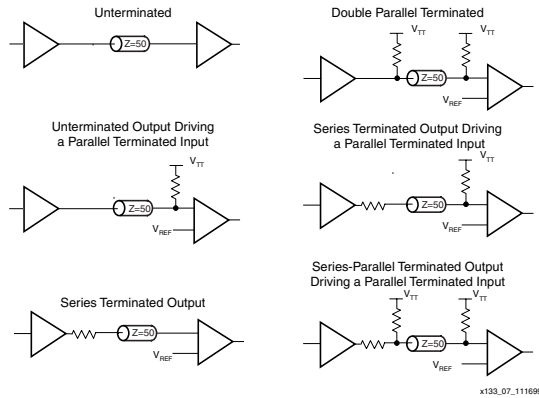 Unterminated
Z=50
Double Parallel Terminated
VTT
VTT
Z=50
VREF
Unterminated Output Driving
a Parallel Terminated Input
VTT
Z=50
VREF
Series Terminated Output Driving
a Parallel Terminated Input
VTT
Z=50
VREF
Series Terminated Output
Z=50
VREF
Series-Parallel Terminated Output
Driving a Parallel Terminated Input
VTT
VTT
Z=50
VREF
x133_07_111699